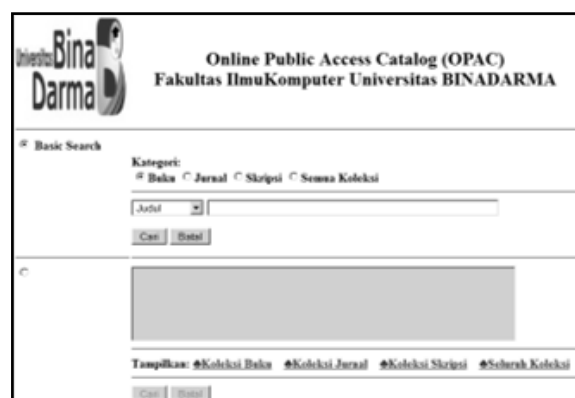 Universitas Bina Darma
Online Public Access Catalog (OPAC)
Fakultas IlmuKomputer Universitas BINADARMA
Basic Search
Kategori:
Buku Jurnal Skripsi Semua Koleksi
Judul
Cari Batal
Tampilkan: ♠Koleksi Buku ♠Koleksi Jurnal ♠Koleksi Skripsi ♠Seluruh Koleksi
Cari Batal